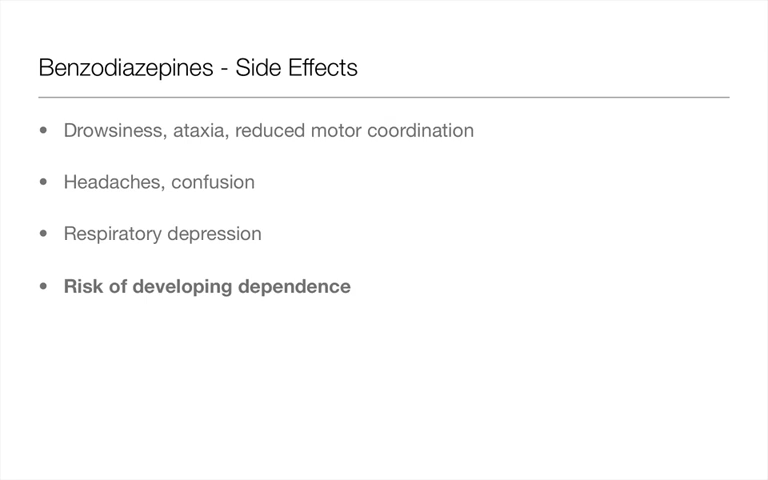 Benzodiazepines - Side Effects
• Drowsiness, ataxia, reduced motor coordination
• Headaches, confusion
• Respiratory depression
• Risk of developing dependence